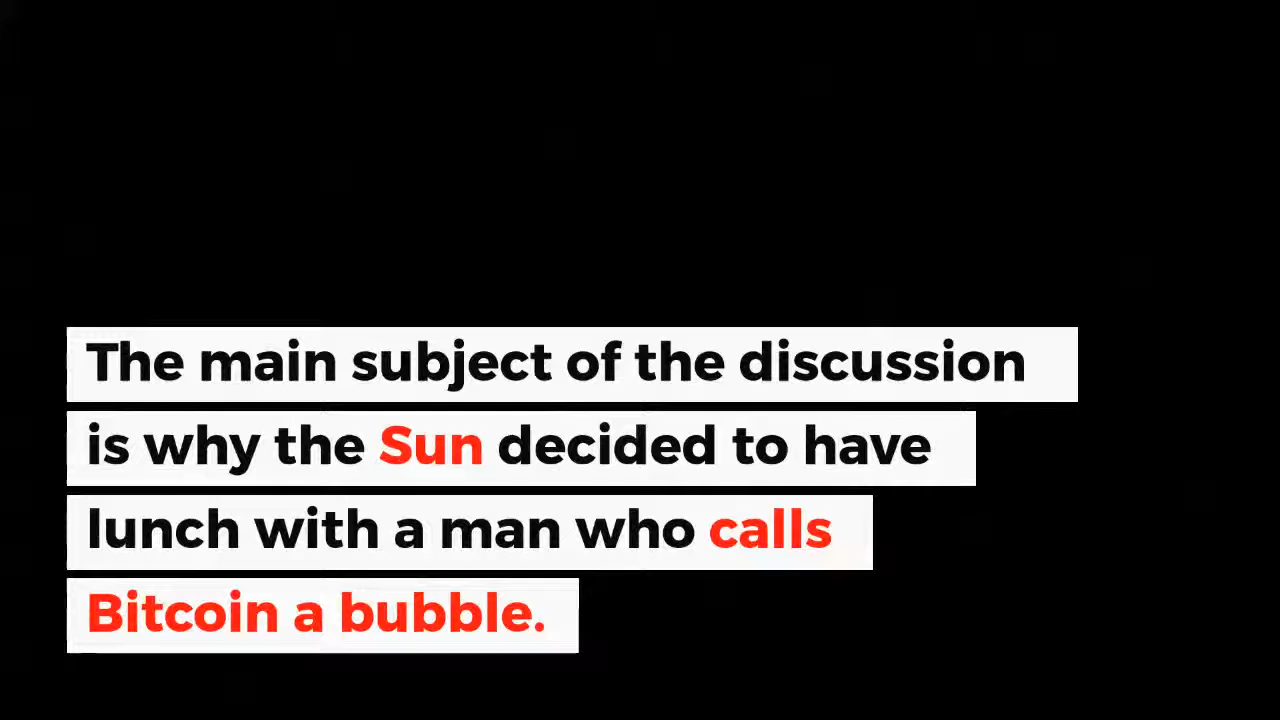 The main subject of the discussion
is why the Sun decided to have
lunch with a man who calls
Bitcoin a bubble.